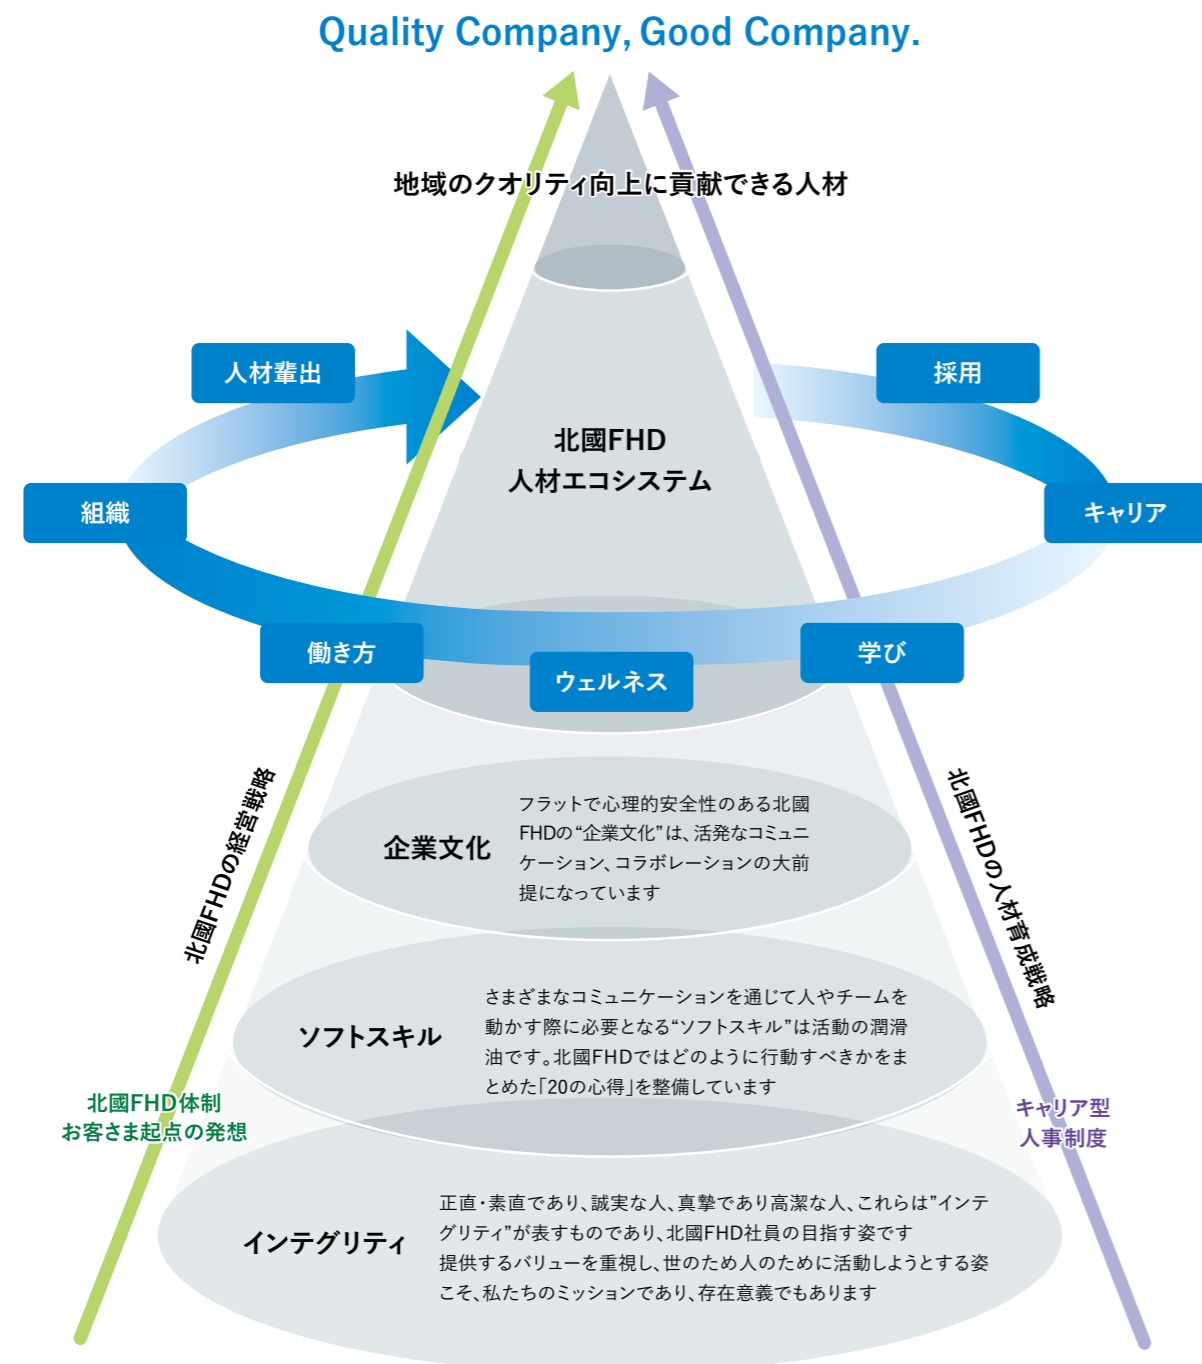 Quality Company, Good Company.
地域のクオリティ向上に貢献できる人材
人材輩出
採用
北國FHD
人材エコシステム
組織
キャリア
働き方
ウェルネス
学び
北國FHDの経営戦略
北國FHDの人材育成戦略
企業文化
フラットで心理的安全性のある北國
FHDの“企業文化”は、活発なコミュニ
ケーション、コラボレーションの大前
提になっています
ソフトスキル
さまざまなコミュニケーションを通じて人やチームを
動かす際に必要となる“ソフトスキル”は活動の潤滑
油です。北國FHDではどのように行動すべきかをま
とめた「20の心得」を整備しています
北國FHD体制
お客さま起点の発想
キャリア型
人事制度
インテグリティ
正直・素直であり、誠実な人、真摯であり高潔な人、これらは”インテ
グリティ”が表すものであり、北國FHD社員の目指す姿です
提供するバリューを重視し、世のため人のために活動しようとする姿
こそ、私たちのミッションであり、存在意義でもあります